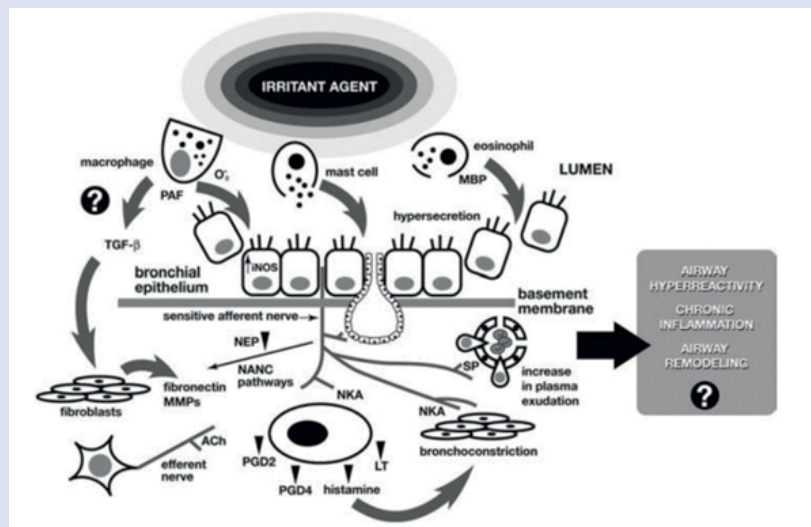 IRRITANT AGENT
macrophage
PAF
O˙₂
mast cell
eosinophil
MBP
LUMEN
?
TGF-β
hypersecretion
iNOS
bronchial
epithelium
basement
membrane
sensitive afferent nerve
NEP
NANC
pathways
SP
increase
in plasma
exudation
fibroblasts
fibronectin
MMPs
NKA
NKA
bronchoconstriction
ACh
efferent
nerve
PGD2
PGD4
histamine
LT
AIRWAY
HYPERREACTIVITY
CHRONIC
INFLAMMATION
AIRWAY
REMODELING
?